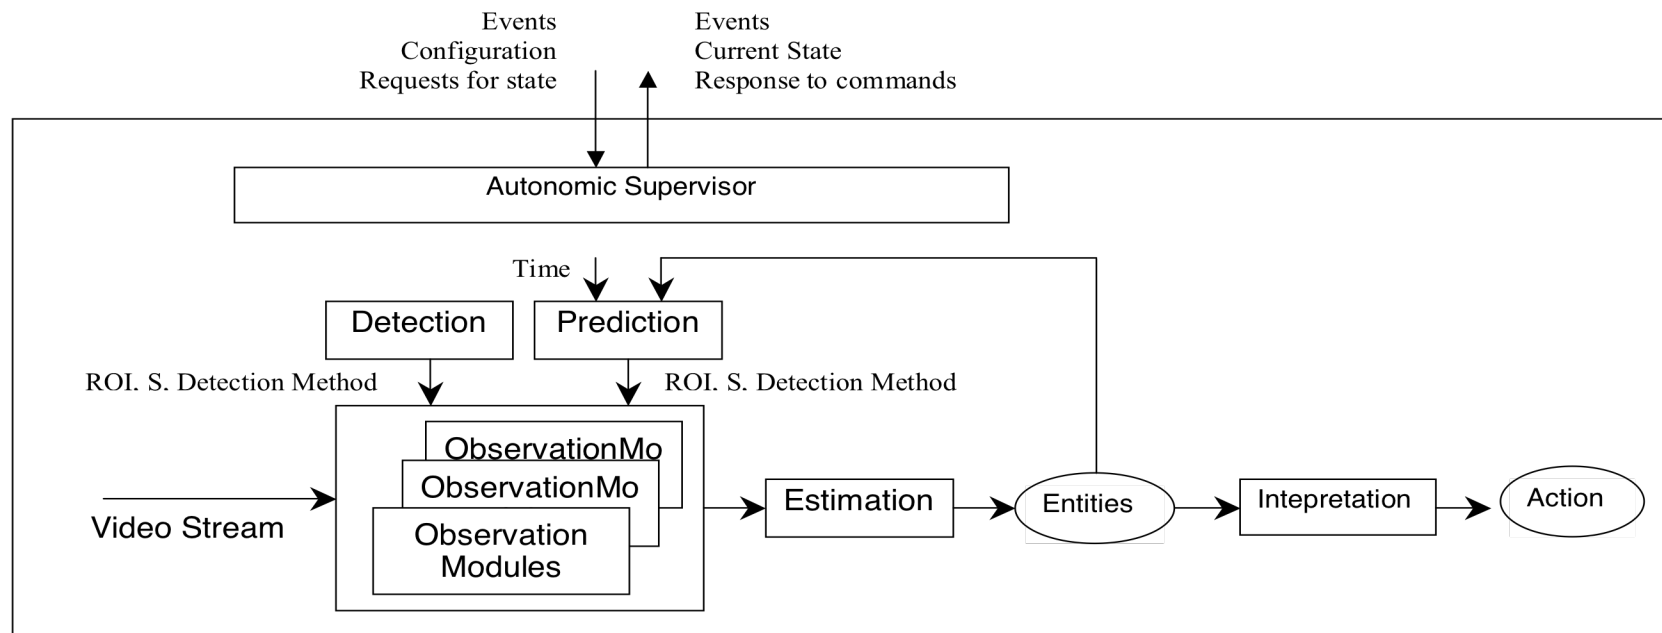 Events
Configuration
Requests for state
Events
Current State
Response to commands
Autonomic Supervisor
Time
Detection
Prediction
ROI, S, Detection Method
ROI, S, Detection Method
ObservationMo
ObservationMo
Observation
Modules
Video Stream
Estimation
Entities
Intepretation
Action